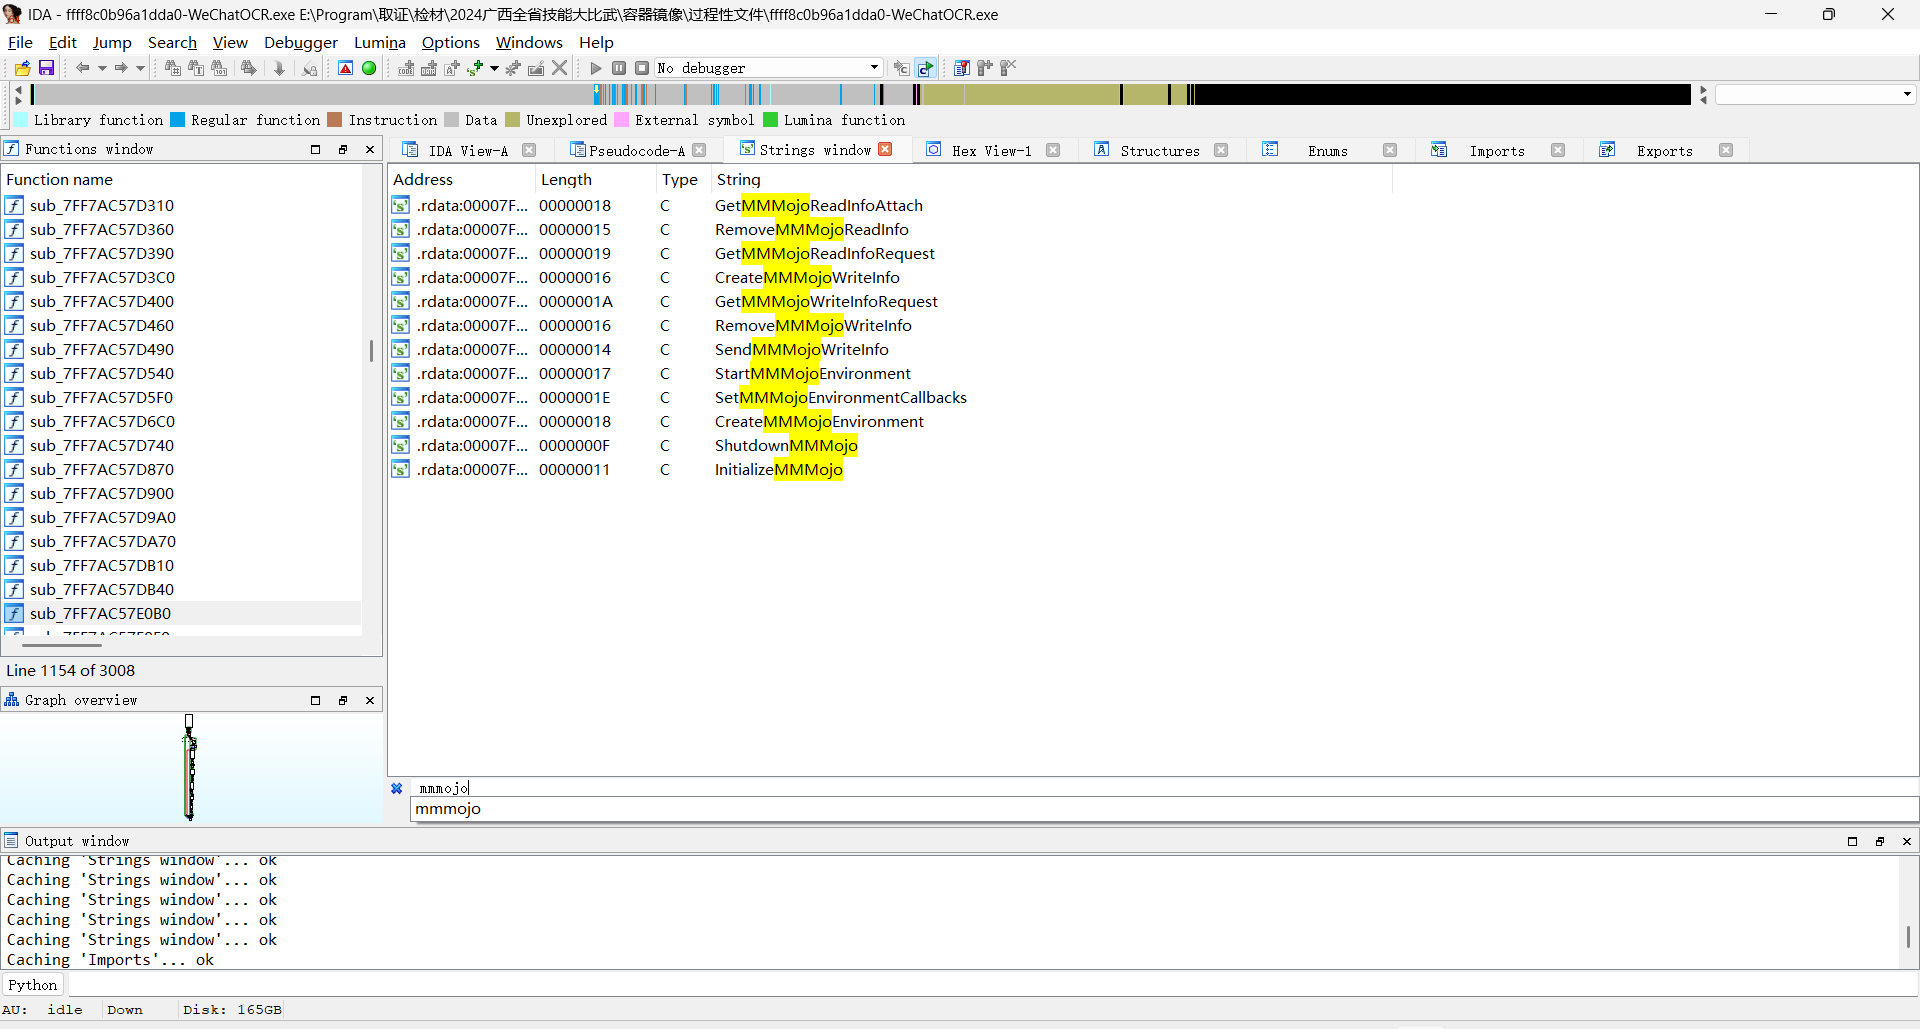 IDA - ffff8c0b96a1dda0-WeChatOCR.exe E:\Program\取证\检材\2024广西全省技能大比武\容器镜像\过程性文件\ffff8c0b96a1dda0-WeChatOCR.exe
File Edit Jump Search View Debugger Lumina Options Windows Help
No debugger
Library function Regular function Instruction Data Unexplored External symbol Lumina function
Functions window
IDA View-A Pseudocode-A Strings window Hex View-1 Structures Enums Imports Exports
Function name
sub_7FF7AC57D310
sub_7FF7AC57D360
sub_7FF7AC57D390
sub_7FF7AC57D3C0
sub_7FF7AC57D400
sub_7FF7AC57D460
sub_7FF7AC57D490
sub_7FF7AC57D540
sub_7FF7AC57D5F0
sub_7FF7AC57D6C0
sub_7FF7AC57D740
sub_7FF7AC57D870
sub_7FF7AC57D900
sub_7FF7AC57D9A0
sub_7FF7AC57DA70
sub_7FF7AC57DB10
sub_7FF7AC57DB40
sub_7FF7AC57E0B0
Line 1154 of 3008
Graph overview
Address Length Type String
.rdata:00007F... 00000018 C GetMMMojoReadInfoAttach
.rdata:00007F... 00000015 C RemoveMMMojoReadInfo
.rdata:00007F... 00000019 C GetMMMojoReadInfoRequest
.rdata:00007F... 00000016 C CreateMMMojoWriteInfo
.rdata:00007F... 0000001A C GetMMMojoWriteInfoRequest
.rdata:00007F... 00000016 C RemoveMMMojoWriteInfo
.rdata:00007F... 00000014 C SendMMMojoWriteInfo
.rdata:00007F... 00000017 C StartMMMojoEnvironment
.rdata:00007F... 0000001E C SetMMMojoEnvironmentCallbacks
.rdata:00007F... 00000018 C CreateMMMojoEnvironment
.rdata:00007F... 0000000F C ShutdownMMMojo
.rdata:00007F... 00000011 C InitializeMMMojo
mmmojo
mmmojo
Output window
Caching 'Strings window'... ok
Caching 'Strings window'... ok
Caching 'Strings window'... ok
Caching 'Strings window'... ok
Caching 'Strings window'... ok
Caching 'Imports'... ok
Python
AU: idle Down Disk: 165GB